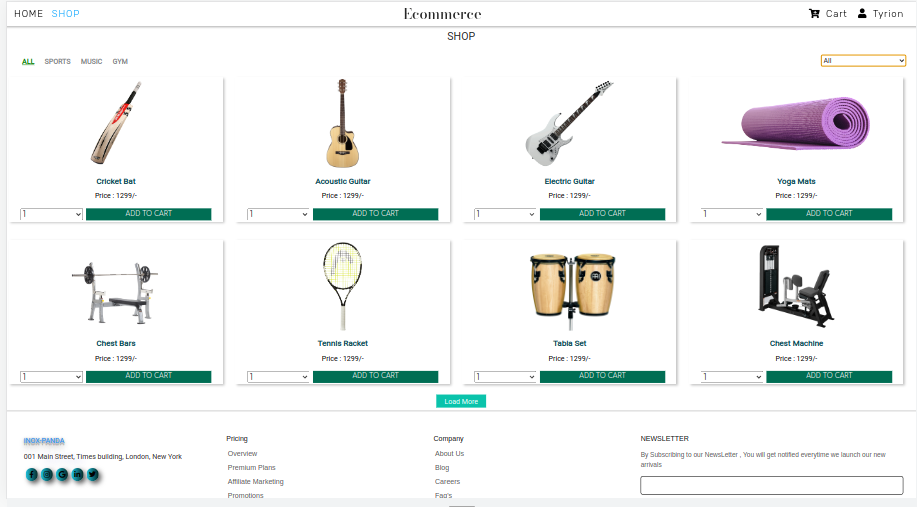 HOME SHOP Ecommerce Cart Tyrion
SHOP
ALL SPORTS MUSIC GYM All
Cricket Bat Acoustic Guitar Electric Guitar Yoga Mats
Price : 1299/- Price : 1299/- Price : 1299/- Price : 1299/-
1 ADD TO CART 1 ADD TO CART 1 ADD TO CART 1 ADD TO CART
Chest Bars Tennis Racket Tabla Set Chest Machine
Price : 1299/- Price : 1299/- Price : 1299/- Price : 1299/-
1 ADD TO CART 1 ADD TO CART 1 ADD TO CART 1 ADD TO CART
Load More
INOX-PANDA
001 Main Street, Times building, London, New York
Pricing
Overview
Premium Plans
Affiliate Marketing
Promotions
Company
About Us
Blog
Careers
Faq's
NEWSLETTER
By Subscribing to our NewsLetter , You will get notified everytime we launch our new
arrivals